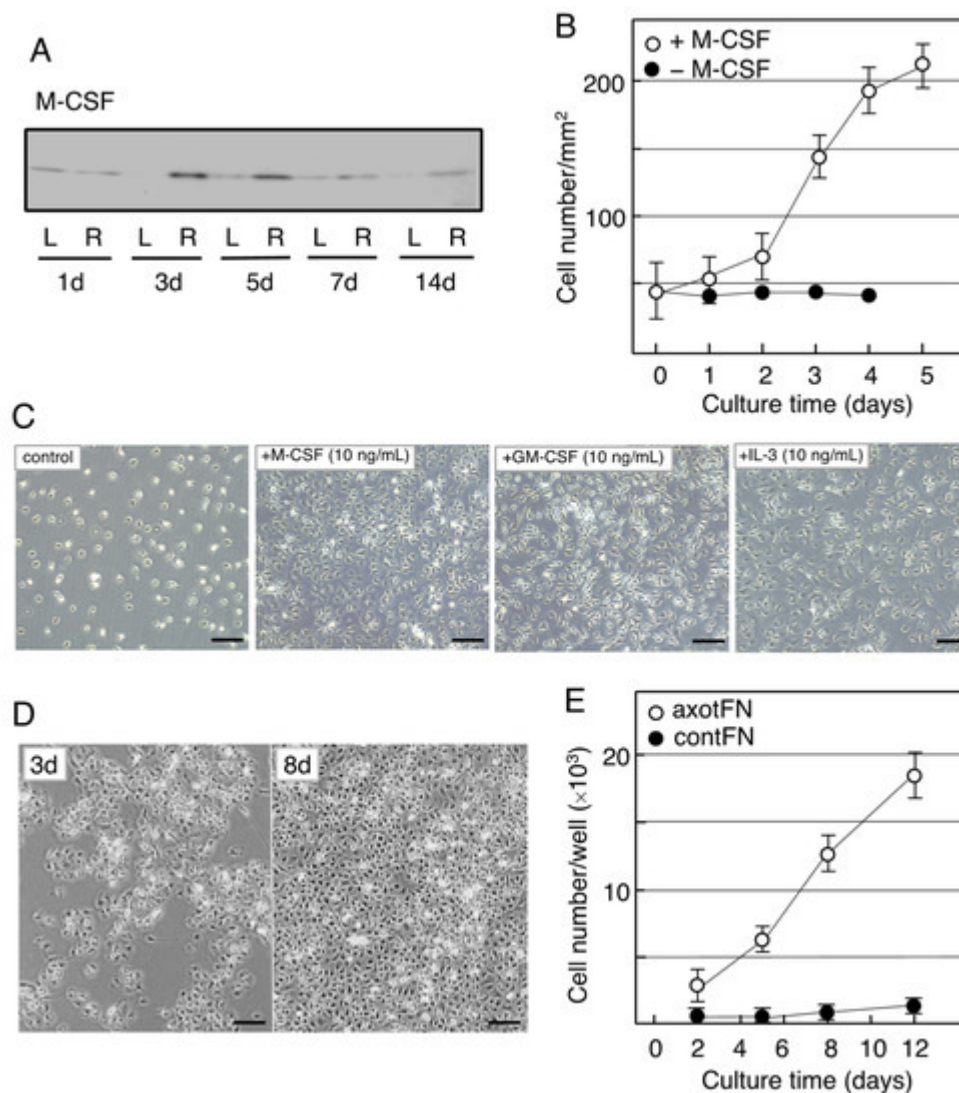 A
M-CSF
L R L R L R L R L R
1d 3d 5d 7d 14d
B
+ M-CSF
– M-CSF
200
100
Cell number/mm²
0 1 2 3 4 5
Culture time (days)
C
control
+M-CSF (10 ng/mL)
+GM-CSF (10 ng/mL)
+IL-3 (10 ng/mL)
D
3d
8d
E
axotFN
contFN
20
10
Cell number/well (×10³)
0 2 4 6 8 10 12
Culture time (days)